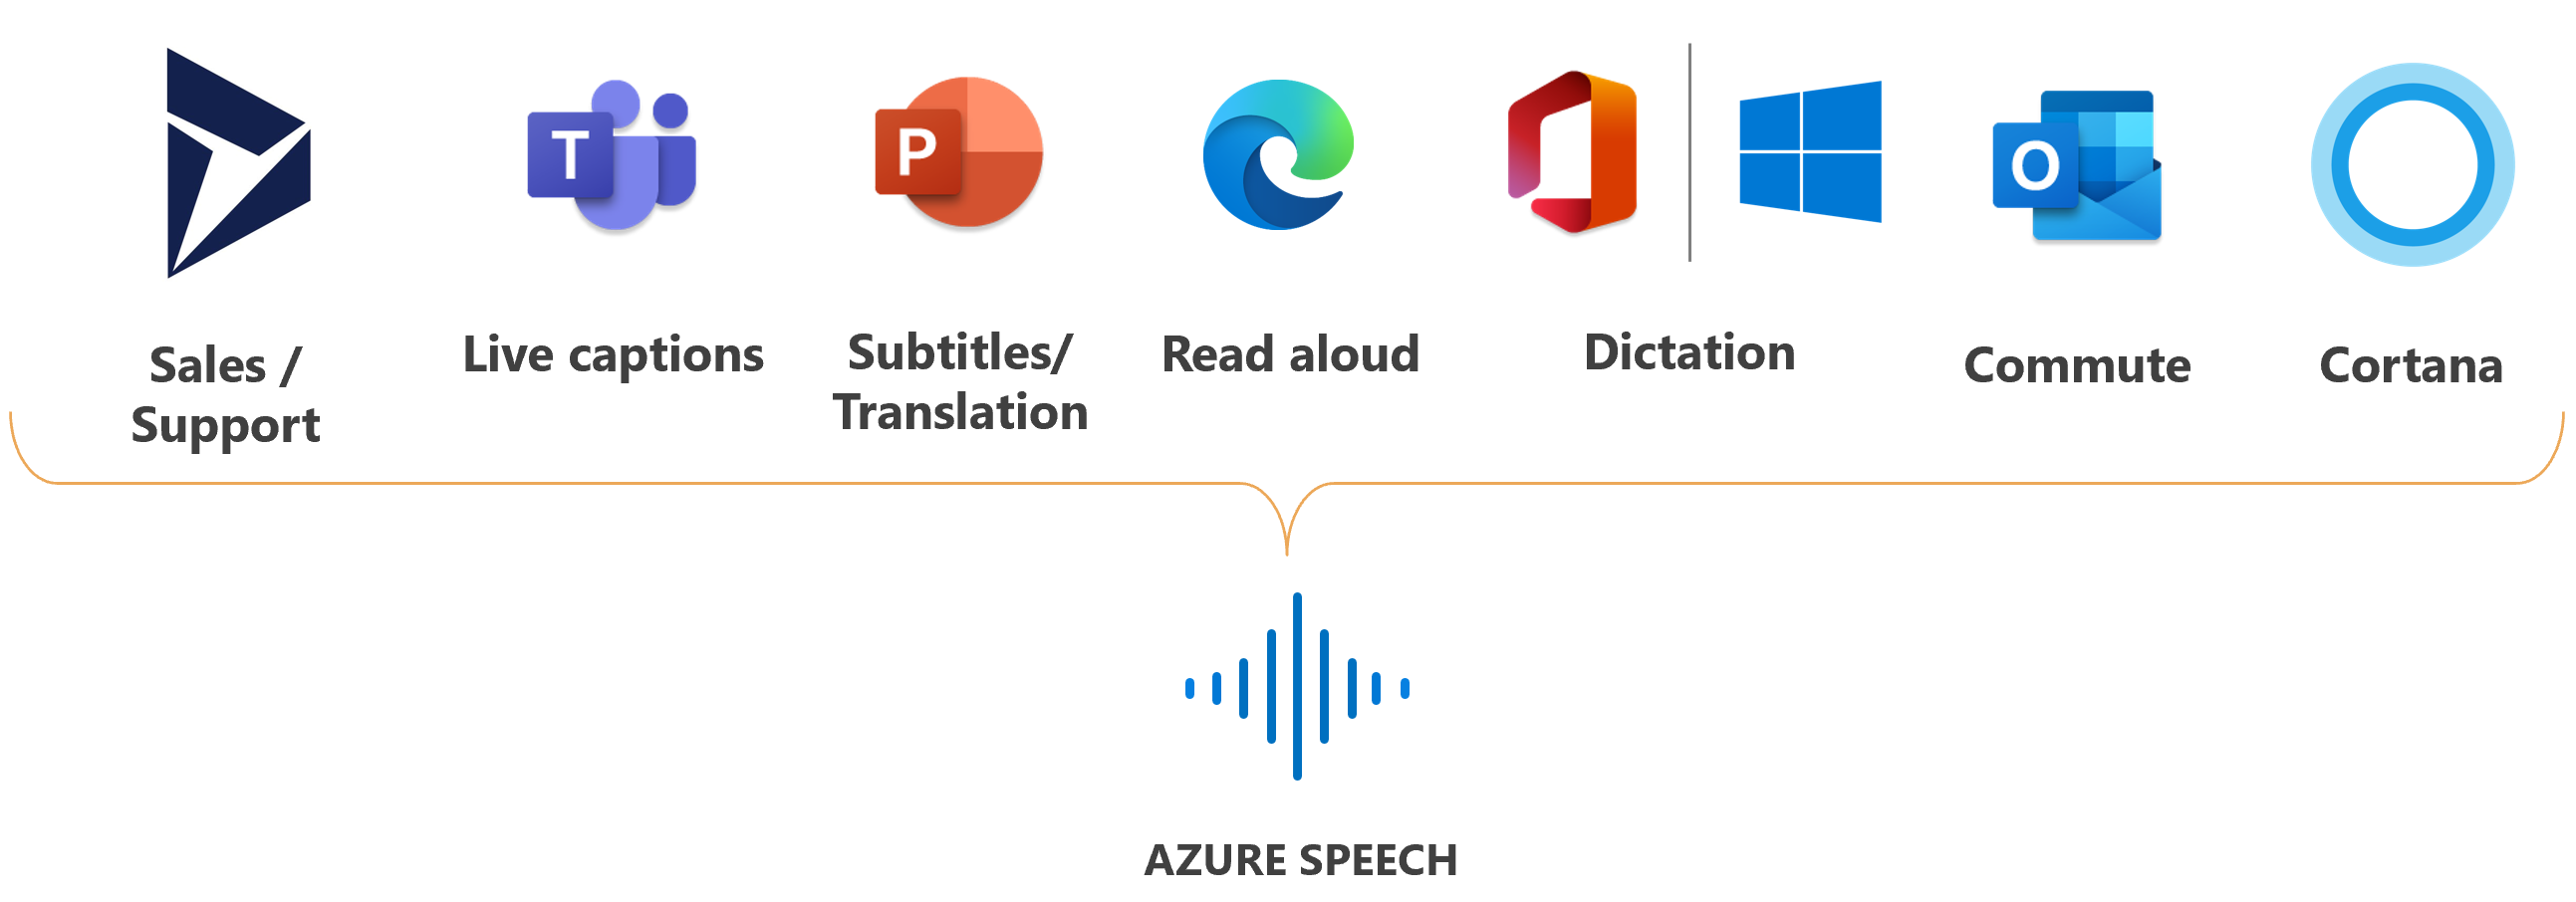 T
P
O
Sales /
Support
Live captions
Subtitles/
Translation
Read aloud
Dictation
Commute
Cortana
AZURE SPEECH